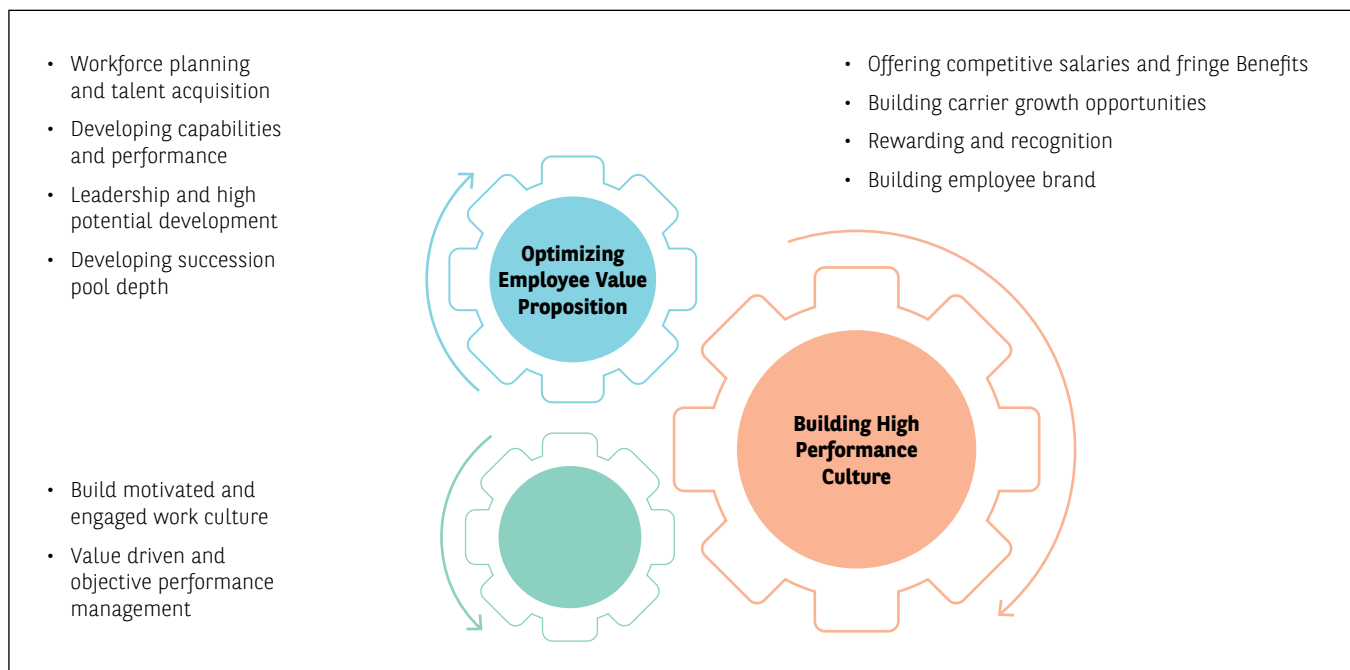 • Workforce planning
and talent acquisition
• Developing capabilities
and performance
• Leadership and high
potential development
• Developing succession
pool depth
• Offering competitive salaries and fringe Benefits
• Building carrier growth opportunities
• Rewarding and recognition
• Building employee brand
Optimizing
Employee Value
Proposition
Building High
Performance
Culture
• Build motivated and
engaged work culture
• Value driven and
objective performance
management